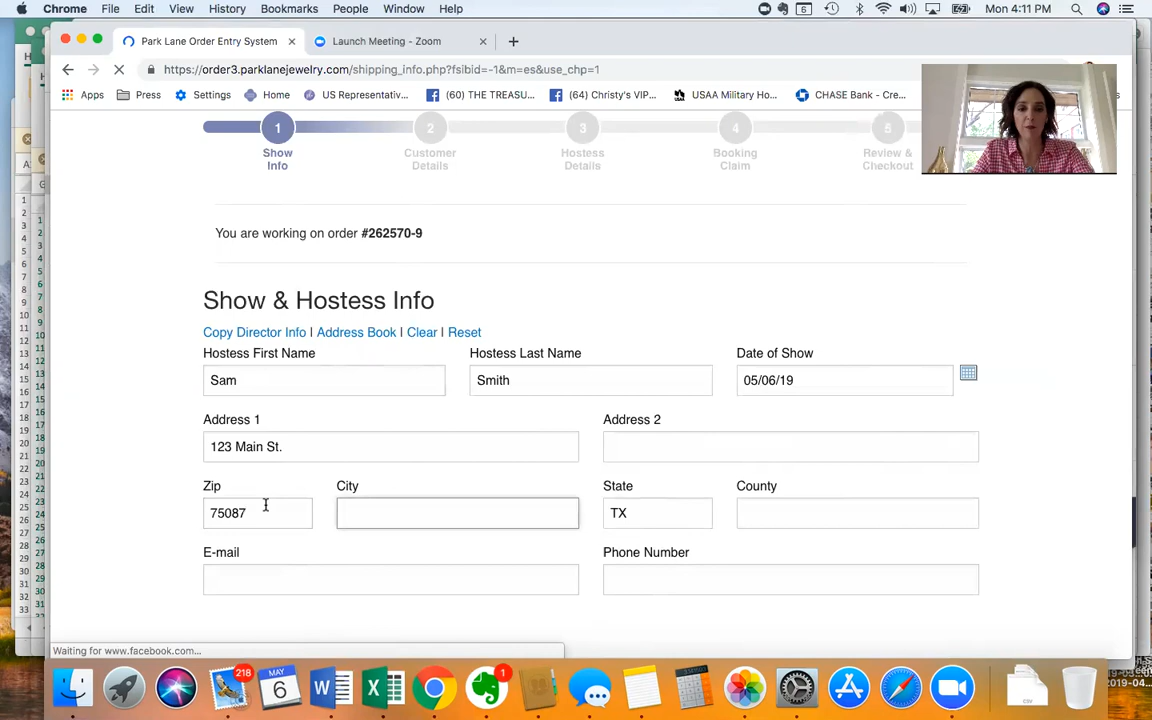 Chrome File Edit View History Bookmarks People Window Help 6 Mon 4:11 PM
Park Lane Order Entry System Launch Meeting - Zoom
https://order3.parklanejewelry.com/shipping_info.php?fsibid=-1&m=es&use_chp=1
Apps Press Settings Home US Representativ... (60) THE TREASU... (64) Christy's VIP... USAA Military Ho... CHASE Bank - Cre...
1 2 3 4 5
Show Info Customer Details Hostess Details Booking Claim Review & Checkout
You are working on order #262570-9
Show & Hostess Info
Copy Director Info | Address Book | Clear | Reset
Hostess First Name Hostess Last Name Date of Show
Sam Smith 05/06/19
Address 1 Address 2
123 Main St.
Zip City State County
75087 TX
E-mail Phone Number
Waiting for www.facebook.com...
218 MAY 6 W X 1
CSV